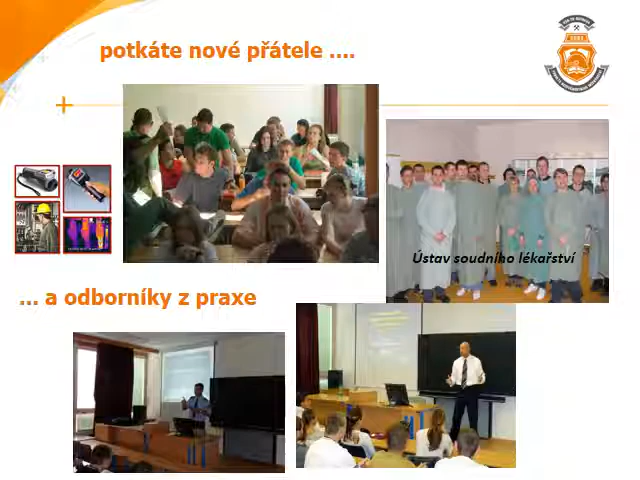 potkáte nové přátele ....
Ústav soudního lékařství
... a odborníky z praxe